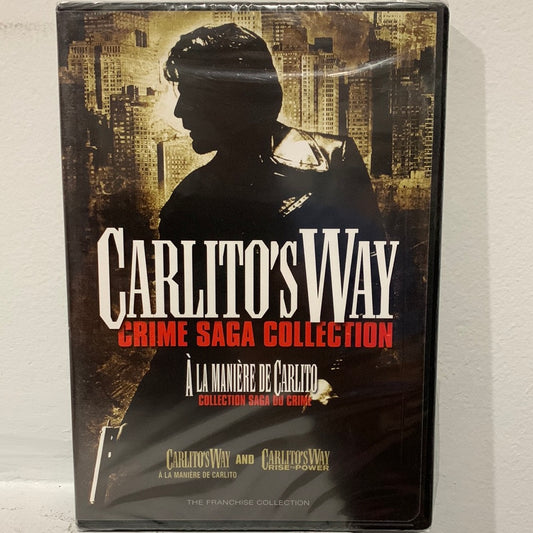 CARLITO'S WAY
CRIME SAGA COLLECTION
À LA MANIÈRE DE CARLITO
COLLECTION SAGA DU CRIME
CARLITO'S WAY AND CARLITO'S WAY
À LA MANIÈRE DE CARLITO RISE TO POWER
THE FRANCHISE COLLECTION